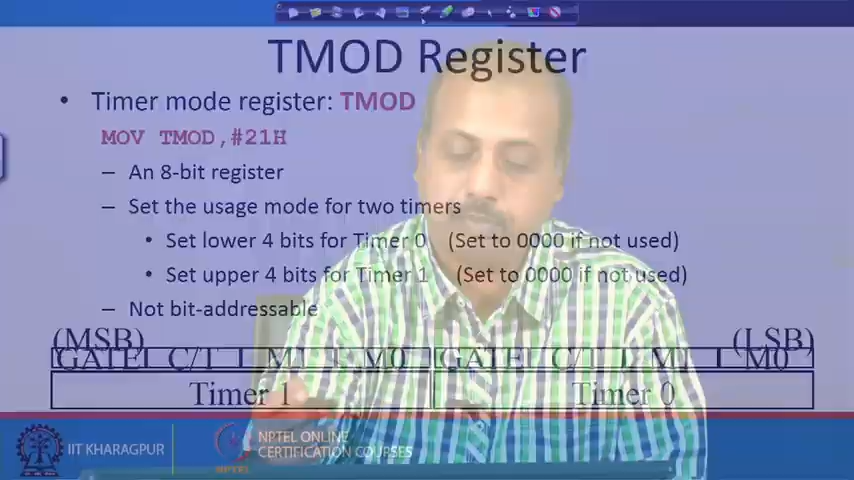 TMOD Register
• Timer mode register: TMOD
MOV TMOD,#21H
– An 8-bit register
– Set the usage mode for two timers
• Set lower 4 bits for Timer 0 (Set to 0000 if not used)
• Set upper 4 bits for Timer 1 (Set to 0000 if not used)
– Not bit-addressable
(MSB) (LSB)
GATE C/T M1 M0 GATE C/T M1 M0
Timer 1 Timer 0
IIT KHARAGPUR
NPTEL ONLINE
CERTIFICATION COURSES
NPTEL